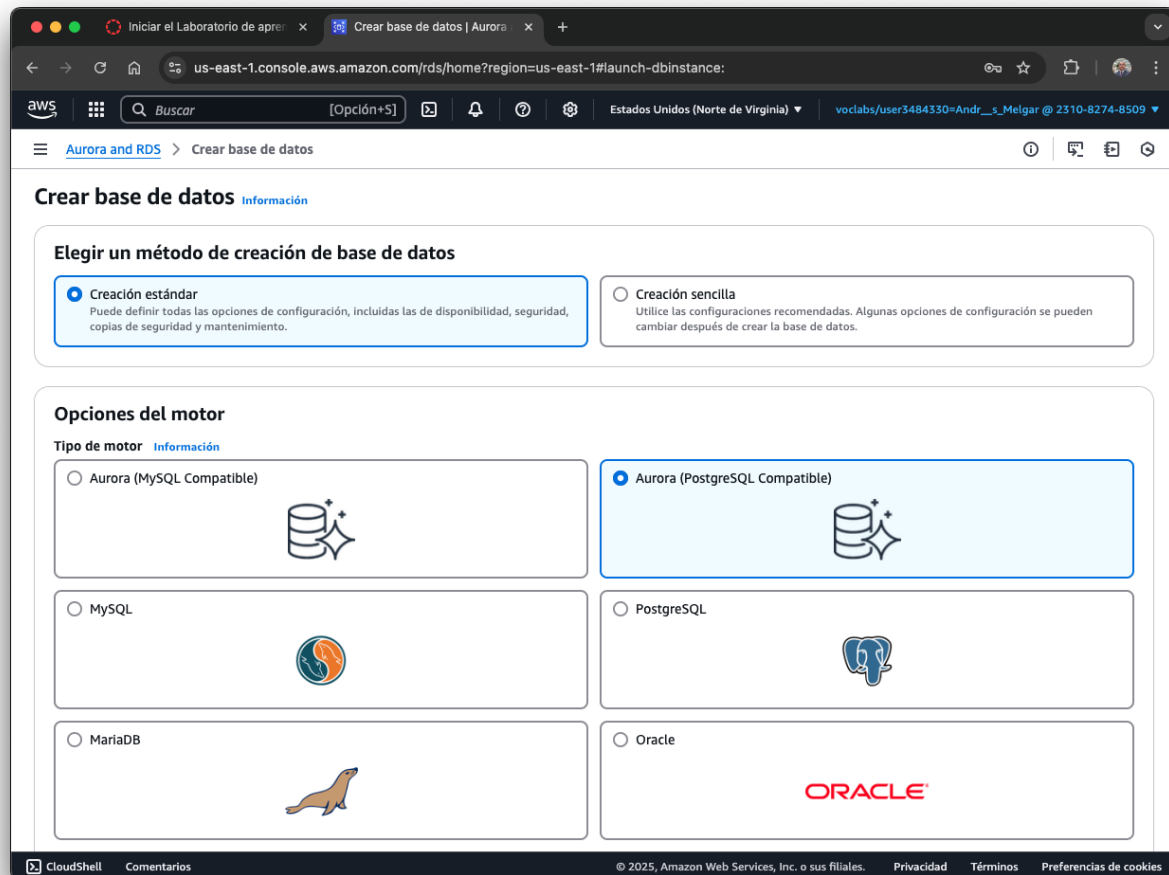 Iniciar el Laboratorio de apren
Crear base de datos | Aurora
us-east-1.console.aws.amazon.com/rds/home?region=us-east-1#launch-dbinstance:
aws
Buscar
[Opción+S]
Estados Unidos (Norte de Virginia)
voclabs/user3484330=Andr__s_Melgar @ 2310-8274-8509
Aurora and RDS > Crear base de datos
Crear base de datos Información
Elegir un método de creación de base de datos
Creación estándar
Puede definir todas las opciones de configuración, incluidas las de disponibilidad, seguridad,
copias de seguridad y mantenimiento.
Creación sencilla
Utilice las configuraciones recomendadas. Algunas opciones de configuración se pueden
cambiar después de crear la base de datos.
Opciones del motor
Tipo de motor Información
Aurora (MySQL Compatible)
Aurora (PostgreSQL Compatible)
MySQL
PostgreSQL
MariaDB
Oracle
ORACLE
CloudShell Comentarios © 2025, Amazon Web Services, Inc. o sus filiales. Privacidad Términos Preferencias de cookies